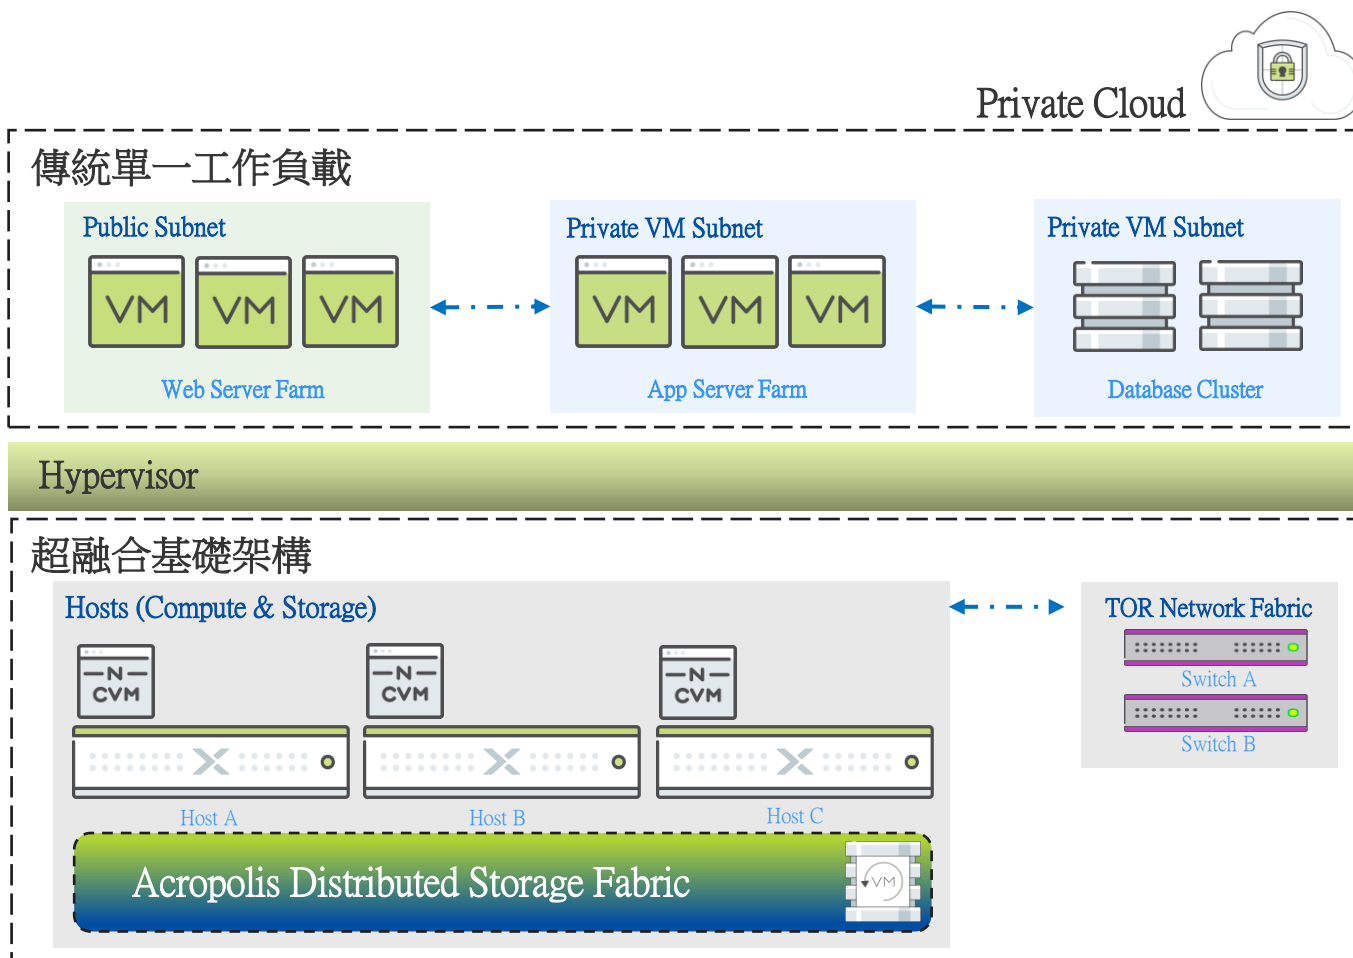 Private Cloud
傳統單一工作負載
Public Subnet
VM
VM
VM
Web Server Farm
Private VM Subnet
VM
VM
VM
App Server Farm
Private VM Subnet
Database Cluster
Hypervisor
超融合基礎架構
Hosts (Compute & Storage)
N
CVM
N
CVM
N
CVM
X
X
X
Host A
Host B
Host C
Acropolis Distributed Storage Fabric
VM
TOR Network Fabric
Switch A
Switch B